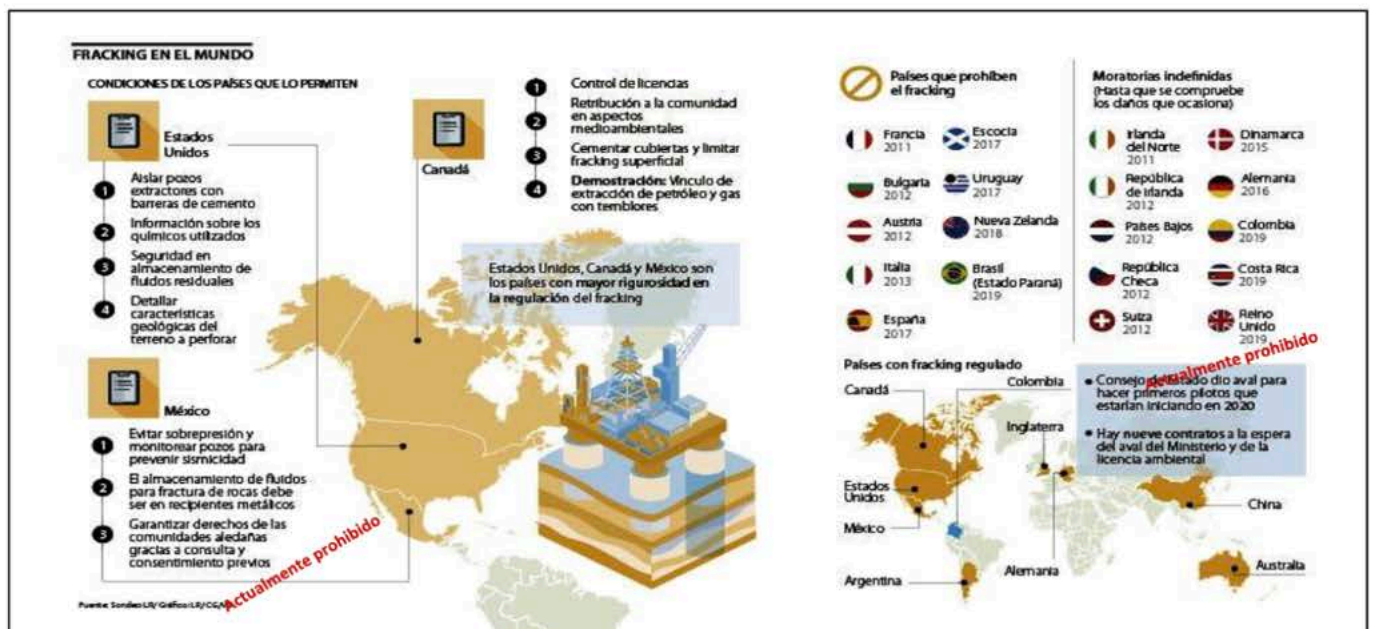 FRACKING EN EL MUNDO
CONDICIONES DE LOS PAÍSES QUE LO PERMITEN
Estados
Unidos
1 Aislar pozos
extractores con
barreras de cemento
2 Información sobre los
químicos utilizados
3 Seguridad en
almacenamiento de
fluidos residuales
4 Detallar
características
geológicas del
terreno a perforar
México
1 Evitar sobrepresión y
monitorear pozos para
prevenir sismicidad
2 El almacenamiento de fluidos
para fractura de rocas debe
ser en recipientes metálicos
3 Garantizar derechos de las
comunidades aledañas
gracias a consulta y
consentimiento previos
Actualmente prohibido
Fuente: Sondeo LR/ Gráfico: LR/CG
Canadá
1 Control de licencias
2 Retribución a la comunidad
en aspectos
medioambientales
3 Cementar cubiertas y limitar
fracking superficial
4 Demostración: Vínculo de
extracción de petróleo y gas
con temblores
Estados Unidos, Canadá y México son
los países con mayor rigurosidad en
la regulación del fracking
Países que prohíben
el fracking
Francia
2011
Bulgaria
2012
Austria
2012
Italia
2013
España
2017
Escocia
2017
Uruguay
2017
Nueva Zelanda
2018
Brasil
(Estado Paraná)
2019
Moratorias indefinidas
(Hasta que se compruebe
los daños que ocasiona)
Irlanda
del Norte
2011
República
de Irlanda
2012
Países Bajos
2012
República
Checa
2012
Suiza
2012
Dinamarca
2015
Alemania
2016
Colombia
2019
Costa Rica
2019
Reino
Unido
2019
Actualmente prohibido
Países con fracking regulado
Canadá
Colombia
Inglaterra
Estados
Unidos
México
Argentina
Alemania
China
Australia
• Consejo de Estado dio aval para
hacer primeros pilotos que
estarían iniciando en 2020
• Hay nueve contratos a la espera
del aval del Ministerio y de la
licencia ambiental